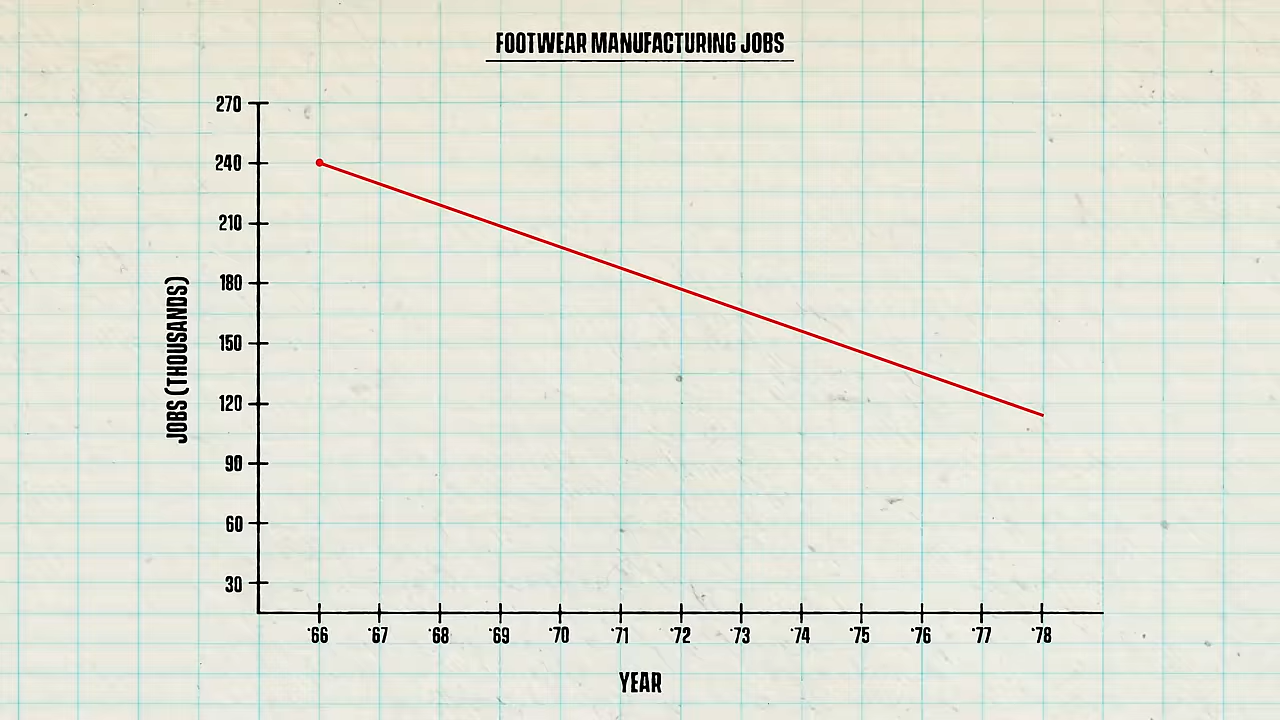 FOOTWEAR MANUFACTURING JOBS
270
240
210
180
150
120
90
60
30
JOBS (THOUSANDS)
'66 '67 '68 '69 '70 '71 '72 '73 '74 '75 '76 '77 '78
YEAR